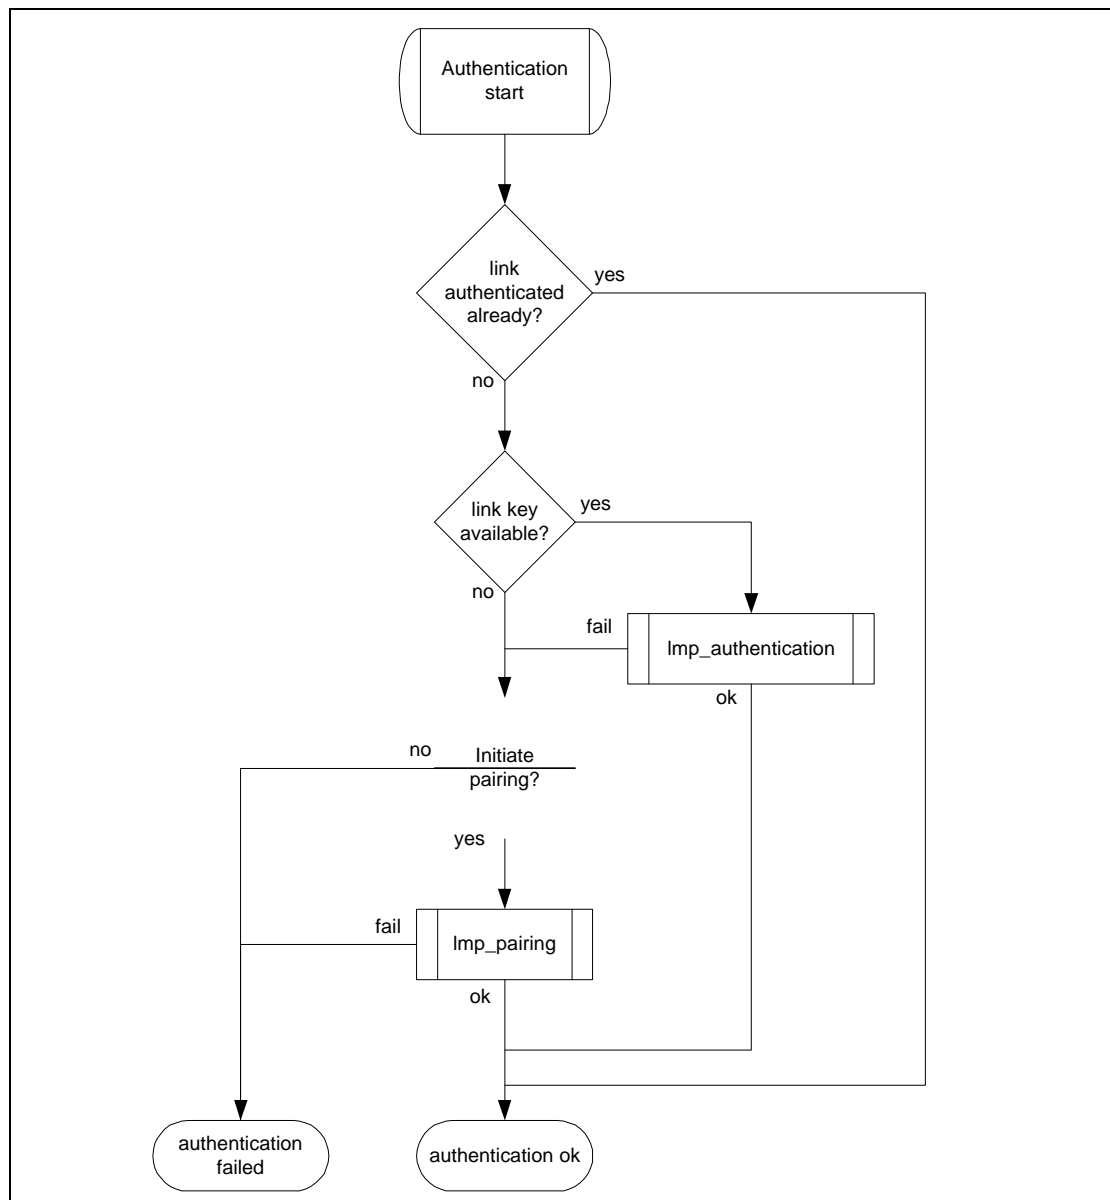 Authentication
start
link
authenticated
already?
yes
no
link key
available?
yes
no
fail
lmp_authentication
ok
no
Initiate
pairing?
yes
fail
lmp_pairing
ok
authentication
failed
authentication ok